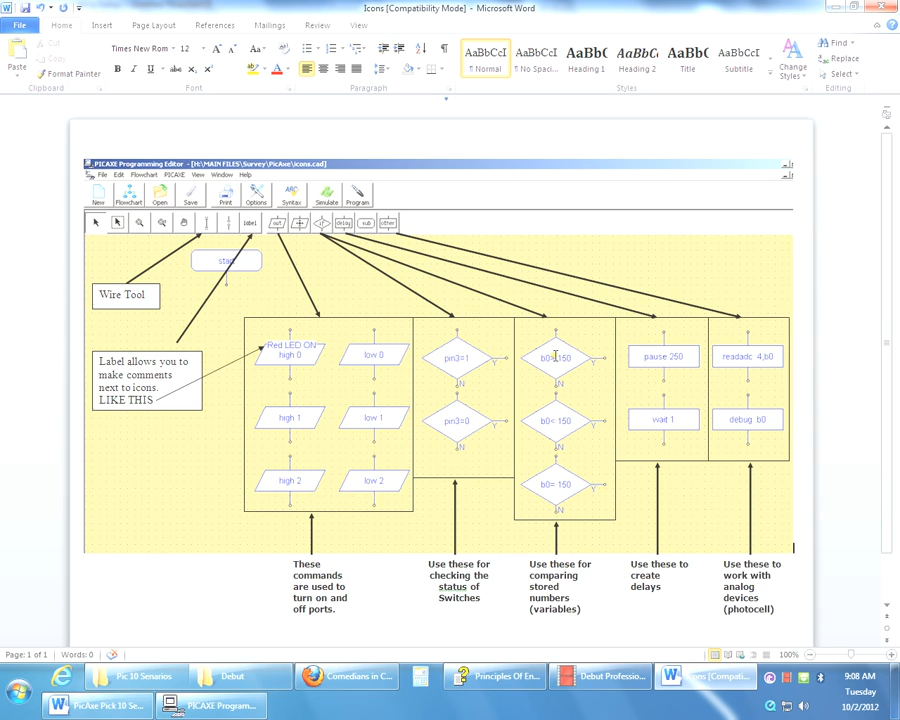 Icons [Compatibility Mode] - Microsoft Word
File Home Insert Page Layout References Mailings Review View
Paste
Cut
Copy
Format Painter
Times New Rom 12
AaBbCcI AaBbCcI AaBbC AaBbCc AaBbC AaBbCcI
¶ Normal ¶ No Spaci... Heading 1 Heading 2 Title Subtitle
Change Styles
Find
Replace
Select
Clipboard Font Paragraph Styles Editing
PICAXE Programming Editor - [H:\MAIN FILES\Survey\PicAxe\icons.cad]
File Edit Flowchart PICAXE View Window Help
New Flowchart Open Save Print Options Syntax Simulate Program
label out if delay sub other
start
Wire Tool
Label allows you to
make comments
next to icons.
LIKE THIS
Red LED ON
high 0 low 0
high 1 low 1
high 2 low 2
pin3=1
Y
N
pin3=0
Y
N
b0> 150
Y
N
b0< 150
Y
N
b0= 150
Y
N
pause 250
wait 1
readadc 4,b0
debug b0
These
commands
are used to
turn on and
off ports.
Use these for
checking the
status of
Switches
Use these for
comparing
stored
numbers
(variables)
Use these to
create
delays
Use these to
work with
analog
devices
(photocell)
Page: 1 of 1 Words: 0 100%
Pic 10 Senarios Debut Comedians in C... Principles Of En... Debut Professio... Icons [Compati...
PicAxe Pick 10 Se... PICAXE Program...
9:08 AM
Tuesday
10/2/2012